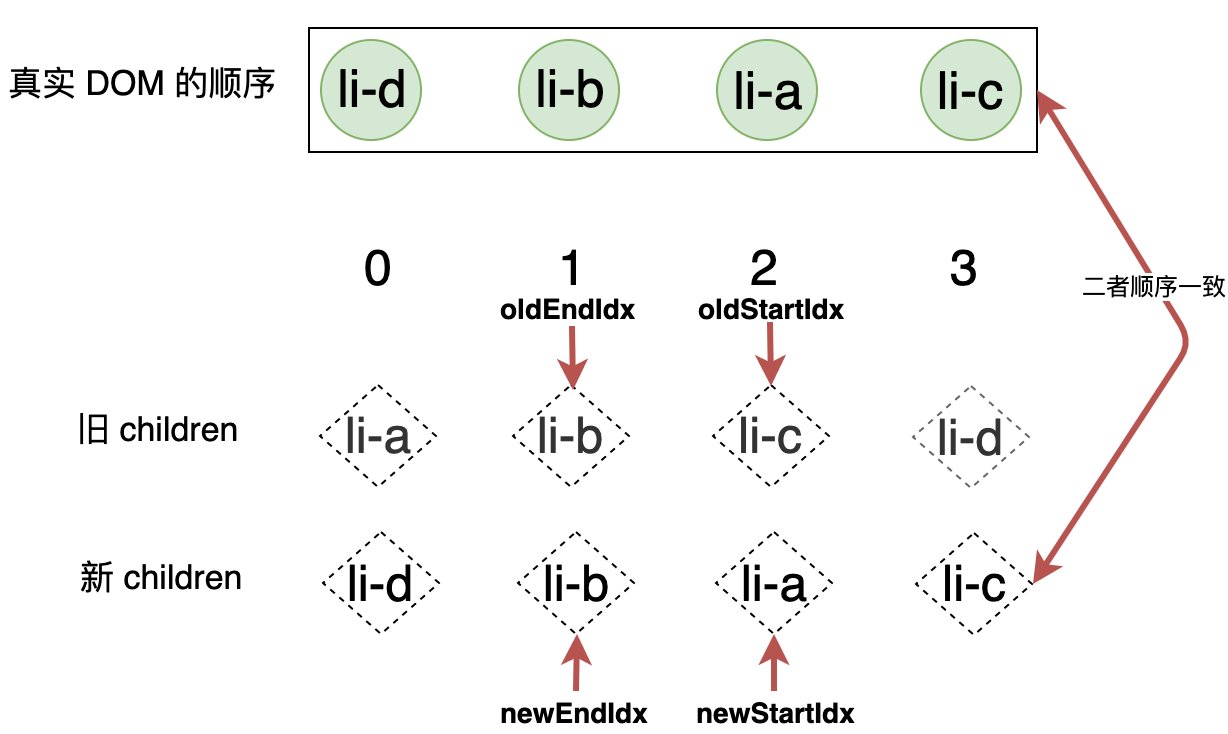 真实 DOM 的顺序 li-d li-b li-a li-c
0 1 2 3
oldEndIdx oldStartIdx
二者顺序一致
旧 children li-a li-b li-c li-d
新 children li-d li-b li-a li-c
newEndIdx newStartIdx